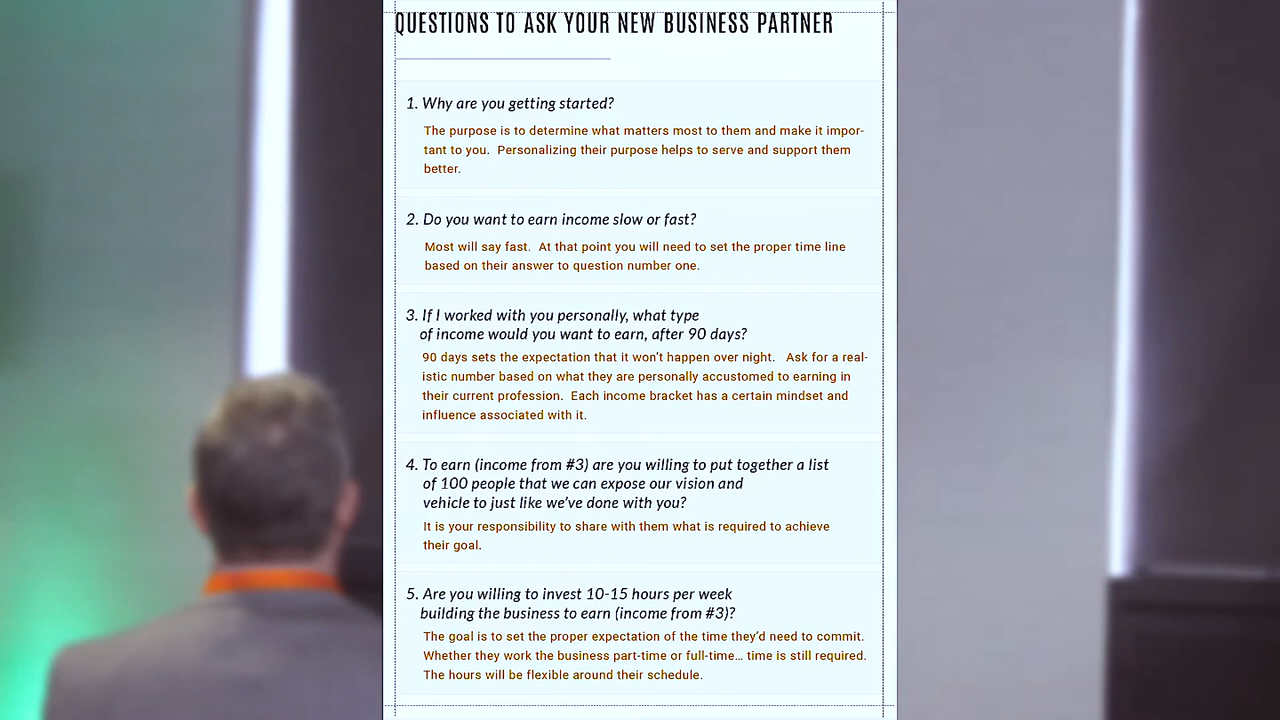 QUESTIONS TO ASK YOUR NEW BUSINESS PARTNER
1. Why are you getting started?
The purpose is to determine what matters most to them and make it impor-
tant to you.  Personalizing their purpose helps to serve and support them
better.
2. Do you want to earn income slow or fast?
Most will say fast.  At that point you will need to set the proper time line
based on their answer to question number one.
3. If I worked with you personally, what type
of income would you want to earn, after 90 days?
90 days sets the expectation that it won't happen over night.   Ask for a real-
istic number based on what they are personally accustomed to earning in
their current profession.  Each income bracket has a certain mindset and
influence associated with it.
4. To earn (income from #3) are you willing to put together a list
of 100 people that we can expose our vision and
vehicle to just like we've done with you?
It is your responsibility to share with them what is required to achieve
their goal.
5. Are you willing to invest 10-15 hours per week
building the business to earn (income from #3)?
The goal is to set the proper expectation of the time they'd need to commit.
Whether they work the business part-time or full-time... time is still required.
The hours will be flexible around their schedule.